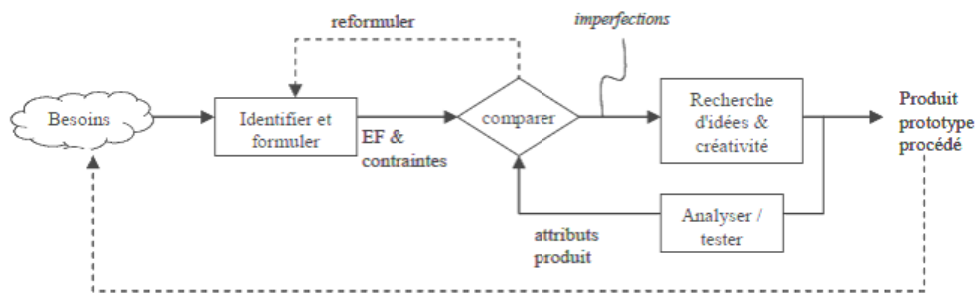 reformuler
imperfections
Besoins
Identifier et
formuler
EF &
contraintes
comparer
Recherche
d'idées &
créativité
Produit
prototype
procédé
Analyser /
tester
attributs
produit